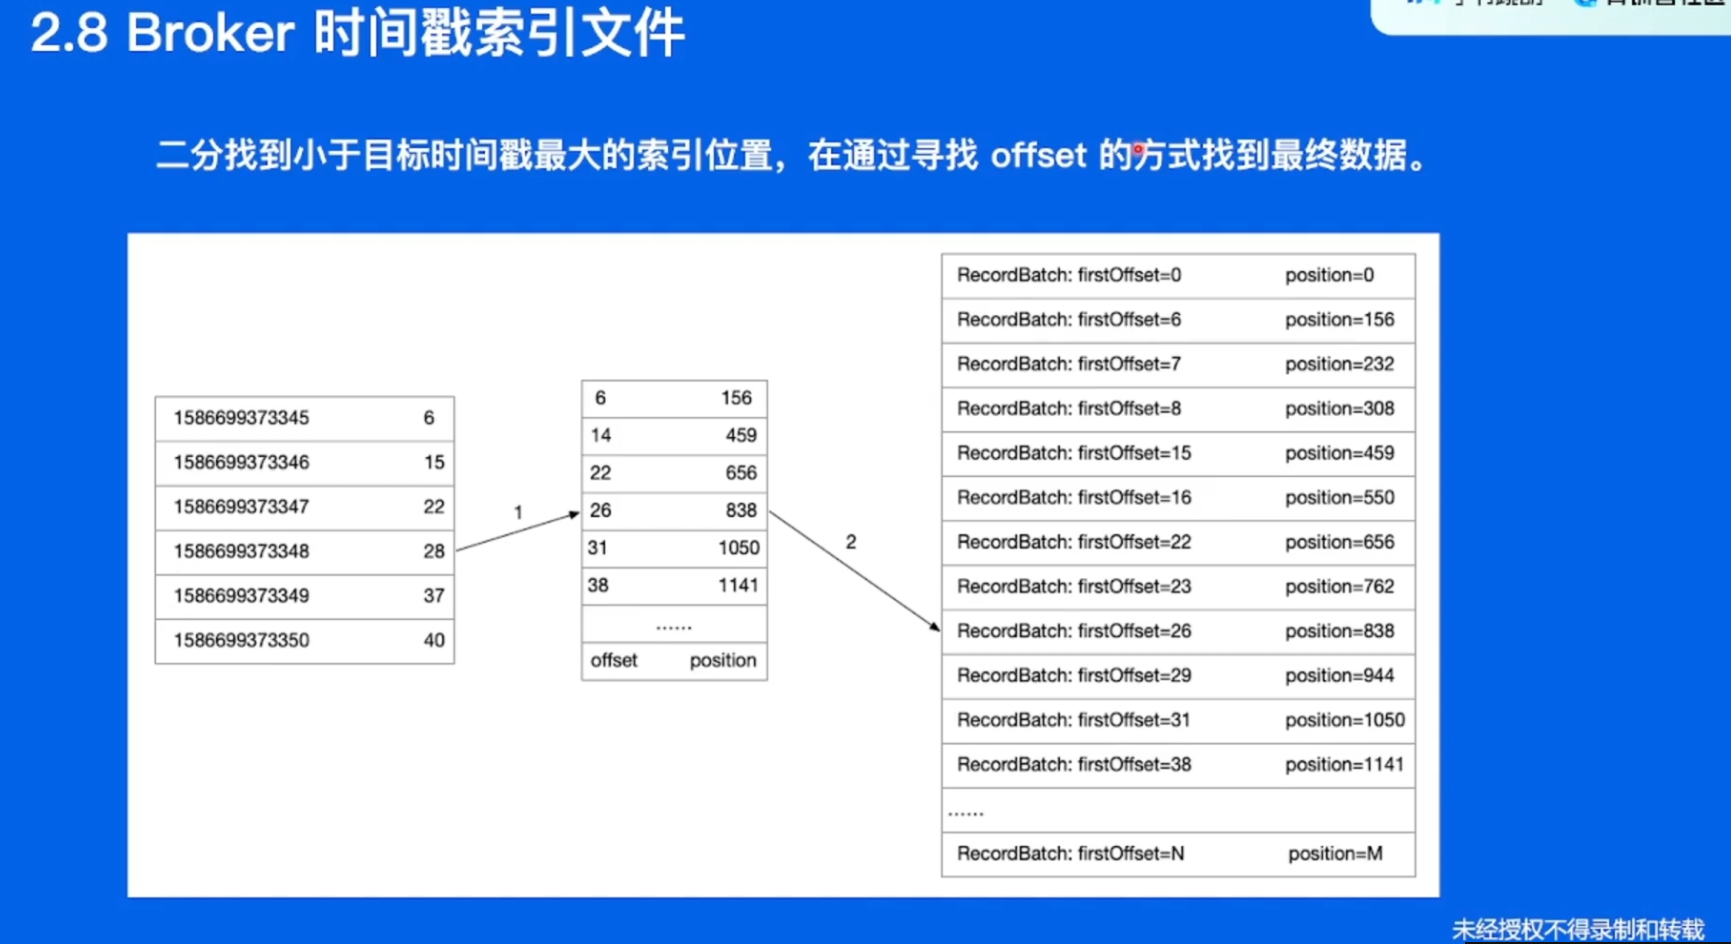 2.8 Broker 时间戳索引文件
二分找到小于目标时间戳最大的索引位置，在通过寻找 offset 的方式找到最终数据。
1586699373345 6
1586699373346 15
1586699373347 22
1586699373348 28
1586699373349 37
1586699373350 40
1
6 156
14 459
22 656
26 838
31 1050
38 1141
......
offset position
2
RecordBatch: firstOffset=0 position=0
RecordBatch: firstOffset=6 position=156
RecordBatch: firstOffset=7 position=232
RecordBatch: firstOffset=8 position=308
RecordBatch: firstOffset=15 position=459
RecordBatch: firstOffset=16 position=550
RecordBatch: firstOffset=22 position=656
RecordBatch: firstOffset=23 position=762
RecordBatch: firstOffset=26 position=838
RecordBatch: firstOffset=29 position=944
RecordBatch: firstOffset=31 position=1050
RecordBatch: firstOffset=38 position=1141
......
RecordBatch: firstOffset=N position=M
未经授权不得录制和转载